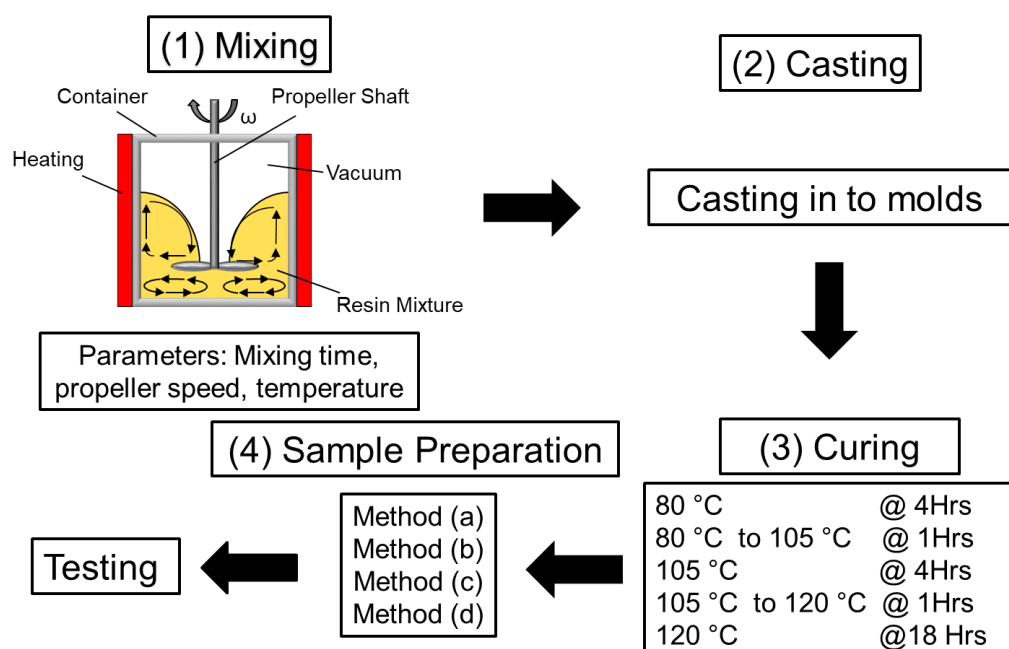 (1) Mixing
Container
Propeller Shaft
ω
Heating
Vacuum
Resin Mixture
Parameters: Mixing time,
propeller speed, temperature
(2) Casting
Casting in to molds
(3) Curing
80 °C @ 4Hrs
80 °C to 105 °C @ 1Hrs
105 °C @ 4Hrs
105 °C to 120 °C @ 1Hrs
120 °C @18 Hrs
(4) Sample Preparation
Method (a)
Method (b)
Method (c)
Method (d)
Testing